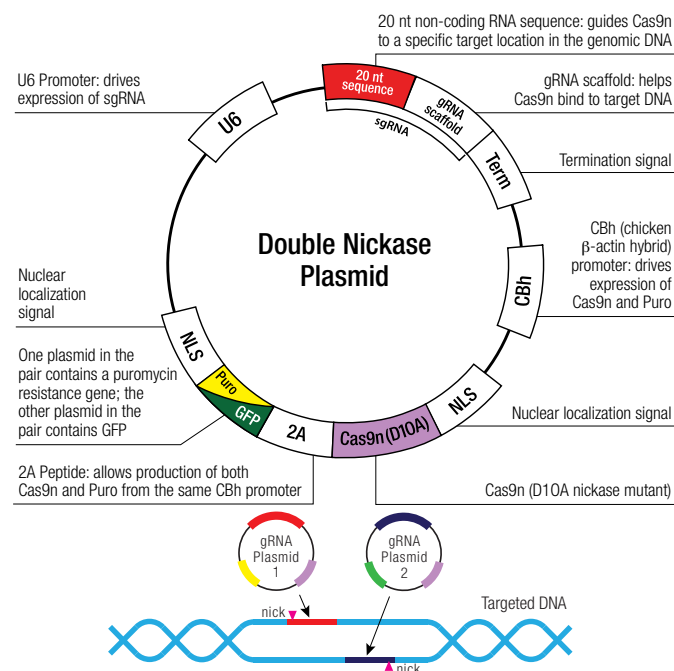 20 nt non-coding RNA sequence: guides Cas9n
to a specific target location in the genomic DNA
U6 Promoter: drives
expression of sgRNA
gRNA scaffold: helps
Cas9n bind to target DNA
20 nt
sequence
gRNA
scaffold
sgRNA
U6
Term
Termination signal
Double Nickase
Plasmid
CBh (chicken
β-actin hybrid)
promoter: drives
expression of
Cas9n and Puro
CBh
Nuclear
localization
signal
NLS
One plasmid in the
pair contains a puromycin
resistance gene; the
other plasmid in the
pair contains GFP
Puro
GFP
2A
Cas9n (D10A)
NLS
Nuclear localization signal
2A Peptide: allows production of both
Cas9n and Puro from the same CBh promoter
Cas9n (D10A nickase mutant)
gRNA
Plasmid
1
gRNA
Plasmid
2
nick
Targeted DNA
nick